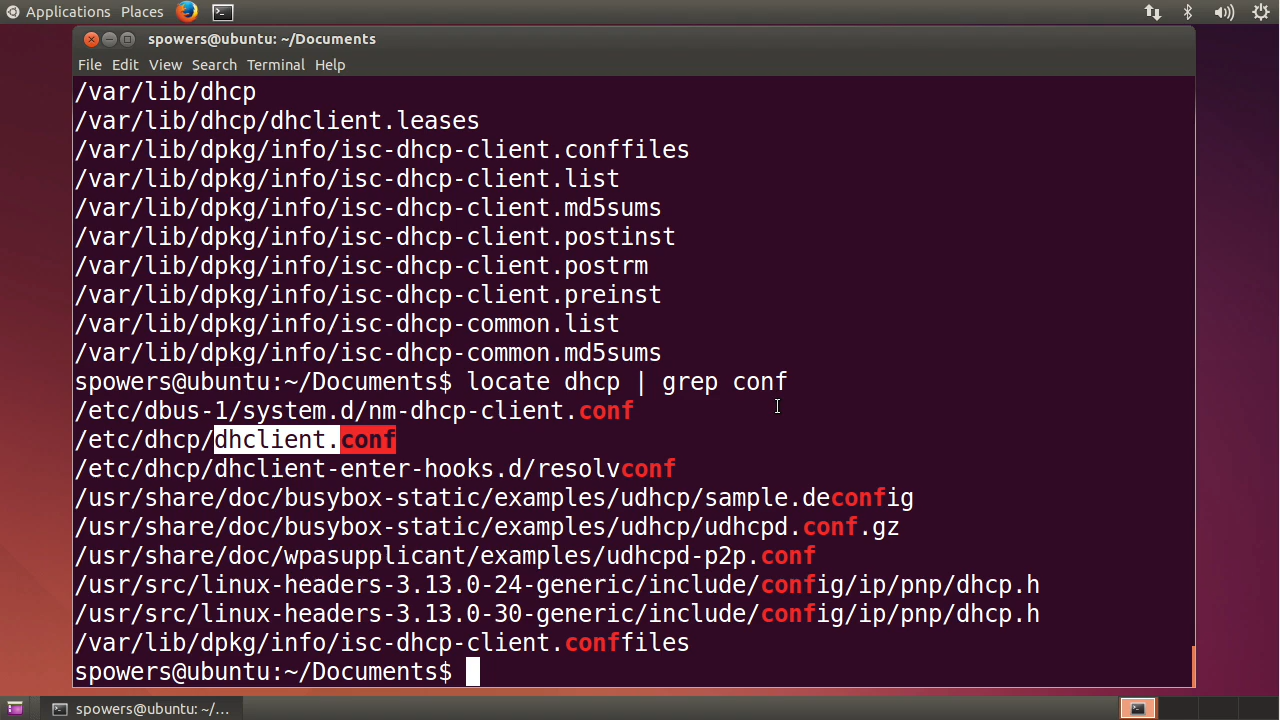 Applications Places
spowers@ubuntu: ~/Documents
File Edit View Search Terminal Help
/var/lib/dhcp
/var/lib/dhcp/dhclient.leases
/var/lib/dpkg/info/isc-dhcp-client.conffiles
/var/lib/dpkg/info/isc-dhcp-client.list
/var/lib/dpkg/info/isc-dhcp-client.md5sums
/var/lib/dpkg/info/isc-dhcp-client.postinst
/var/lib/dpkg/info/isc-dhcp-client.postrm
/var/lib/dpkg/info/isc-dhcp-client.preinst
/var/lib/dpkg/info/isc-dhcp-common.list
/var/lib/dpkg/info/isc-dhcp-common.md5sums
spowers@ubuntu:~/Documents$ locate dhcp | grep conf
/etc/dbus-1/system.d/nm-dhcp-client.conf
/etc/dhcp/dhclient.conf
/etc/dhcp/dhclient-enter-hooks.d/resolvconf
/usr/share/doc/busybox-static/examples/udhcp/sample.deconfig
/usr/share/doc/busybox-static/examples/udhcp/udhcpd.conf.gz
/usr/share/doc/wpasupplicant/examples/udhcpd-p2p.conf
/usr/src/linux-headers-3.13.0-24-generic/include/config/ip/pnp/dhcp.h
/usr/src/linux-headers-3.13.0-30-generic/include/config/ip/pnp/dhcp.h
/var/lib/dpkg/info/isc-dhcp-client.conffiles
spowers@ubuntu:~/Documents$
spowers@ubuntu: ~/...